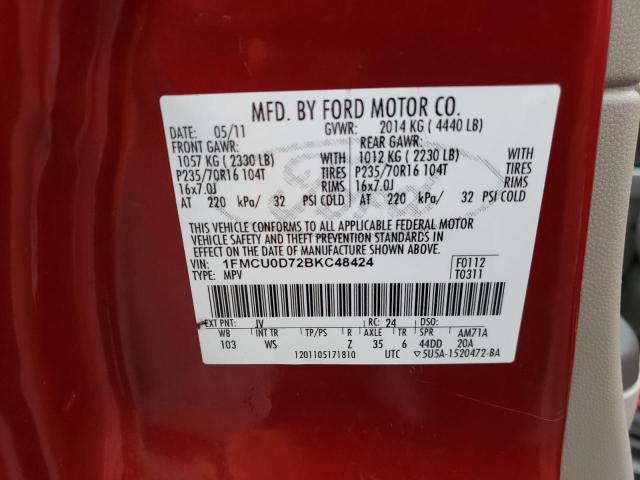 MFD. BY FORD MOTOR CO.
DATE: 05/11 GVWR: 2014 KG ( 4440 LB)
FRONT GAWR: REAR GAWR:
1057 KG ( 2330 LB) 1012 KG ( 2230 LB)
P235/70R16 104T TIRES P235/70R16 104T TIRES
16x7.0J RIMS 16x7.0J RIMS
AT 220 kPa/ 32 PSI COLD AT 220 kPa/ 32 PSI COLD
THIS VEHICLE CONFORMS TO ALL APPLICABLE FEDERAL MOTOR
VEHICLE SAFETY AND THEFT PREVENTION STANDARDS IN
EFFECT ON THE DATE OF MANUFACTURE SHOWN ABOVE.
VIN: 1FMCU0D72BKC48424 F0112
TYPE: MPV T0311
EXT PNT: JV RC: 24 DSO:
WB INT TR TP/PS R AXLE TR SPR AM71A
103 WS Z 35 6 44DD 20A
1201105171810 UTC ▽5U5A-1520472-BA
Ford